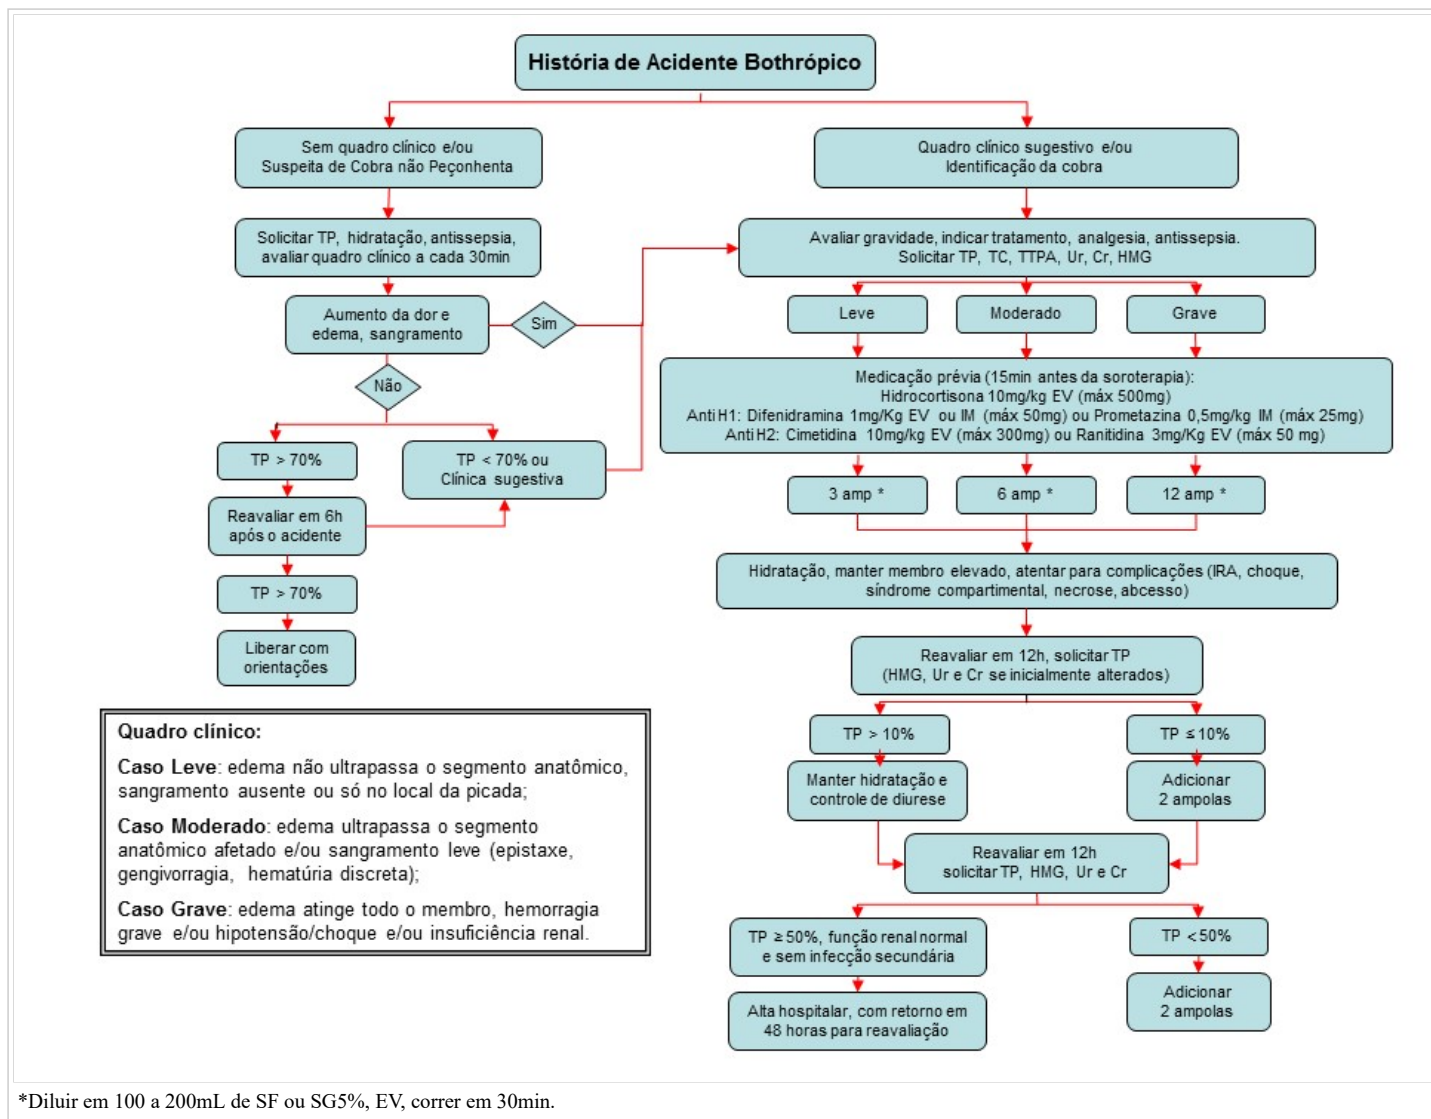 História de Acidente Bothrópico
Sem quadro clínico e/ou
Suspeita de Cobra não Peçonhenta
Solicitar TP, hidratação, antissepsia,
avaliar quadro clínico a cada 30min
Aumento da dor e
edema, sangramento
Sim
Não
TP > 70%
TP < 70% ou
Clínica sugestiva
Reavaliar em 6h
após o acidente
TP > 70%
Liberar com
orientações
Quadro clínico sugestivo e/ou
Identificação da cobra
Avaliar gravidade, indicar tratamento, analgesia, antissepsia.
Solicitar TP, TC, TTPA, Ur, Cr, HMG
Leve
Moderado
Grave
Medicação prévia (15min antes da soroterapia):
Hidrocortisona 10mg/kg EV (máx 500mg)
Anti H1: Difenidramina 1mg/Kg EV ou IM (máx 50mg) ou Prometazina 0,5mg/kg IM (máx 25mg)
Anti H2: Cimetidina 10mg/kg EV (máx 300mg) ou Ranitidina 3mg/Kg EV (máx 50 mg)
3 amp *
6 amp *
12 amp *
Hidratação, manter membro elevado, atentar para complicações (IRA, choque,
síndrome compartimental, necrose, abcesso)
Reavaliar em 12h, solicitar TP
(HMG, Ur e Cr se inicialmente alterados)
TP > 10%
TP ≤ 10%
Manter hidratação e
controle de diurese
Adicionar
2 ampolas
Reavaliar em 12h
solicitar TP, HMG, Ur e Cr
TP ≥ 50%, função renal normal
e sem infecção secundária
TP < 50%
Alta hospitalar, com retorno em
48 horas para reavaliação
Adicionar
2 ampolas
Quadro clínico:
Caso Leve: edema não ultrapassa o segmento anatômico,
sangramento ausente ou só no local da picada;
Caso Moderado: edema ultrapassa o segmento
anatômico afetado e/ou sangramento leve (epistaxe,
gengivorragia, hematúria discreta);
Caso Grave: edema atinge todo o membro, hemorragia
grave e/ou hipotensão/choque e/ou insuficiência renal.
*Diluir em 100 a 200mL de SF ou SG5%, EV, correr em 30min.